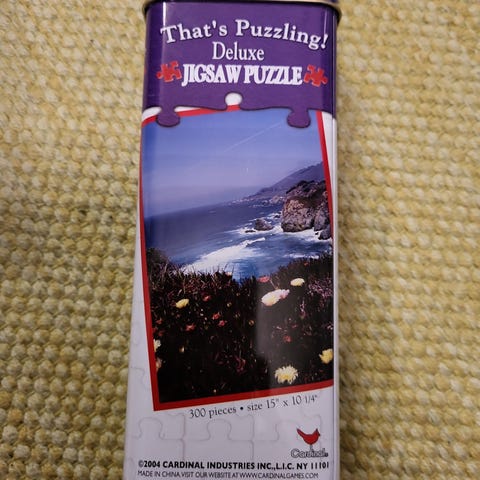 That's Puzzling!
Deluxe
JIGSAW PUZZLE
300 pieces • size 15" x 10 1/4"
Cardinal
©2004 CARDINAL INDUSTRIES INC., L.I.C. NY 11101
MADE IN CHINA VISIT OUR WEBSITE AT WWW.CARDINALGAMES.COM